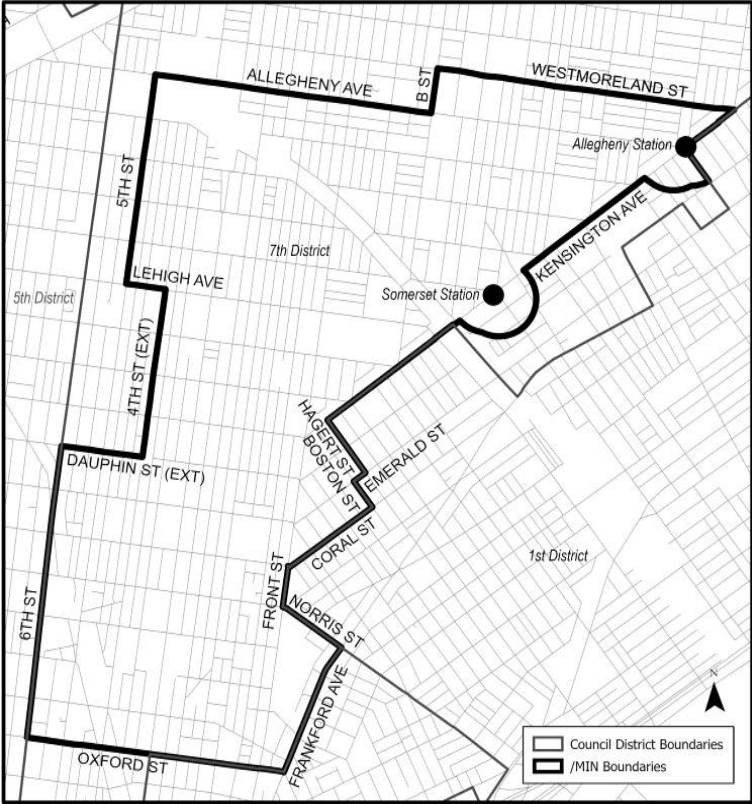 WESTMORELAND ST
ALLEGHENY AVE
B ST
Allegheny Station
5TH ST
KENSINGTON AVE
7th District
LEHIGH AVE
5th District
Somerset Station
4TH ST (EXT)
HAGERT ST
BOSTON ST
EMERALD ST
DAUPHIN ST (EXT)
CORAL ST
1st District
FRONT ST
NORRIS ST
6TH ST
FRANKFORD AVE
OXFORD ST
N
Council District Boundaries
/MIN Boundaries